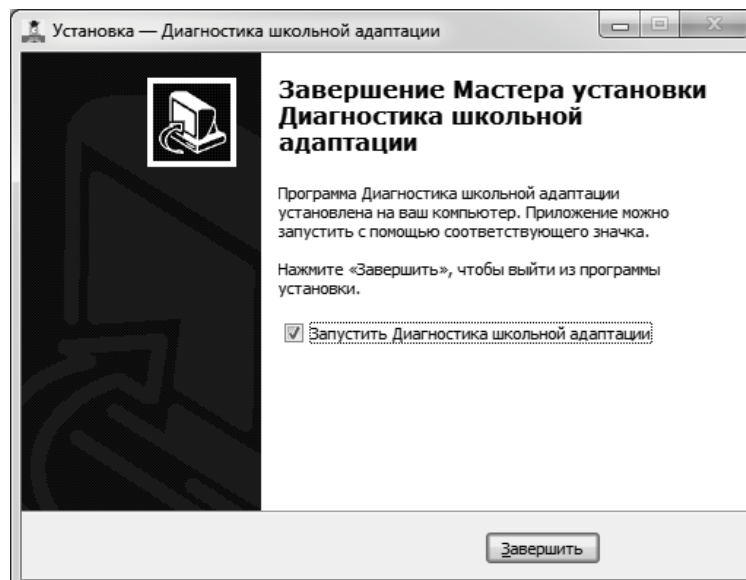 Установка — Диагностика школьной адаптации
Завершение Мастера установки
Диагностика школьной
адаптации
Программа Диагностика школьной адаптации
установлена на ваш компьютер. Приложение можно
запустить с помощью соответствующего значка.
Нажмите «Завершить», чтобы выйти из программы
установки.
Запустить Диагностика школьной адаптации
Завершить